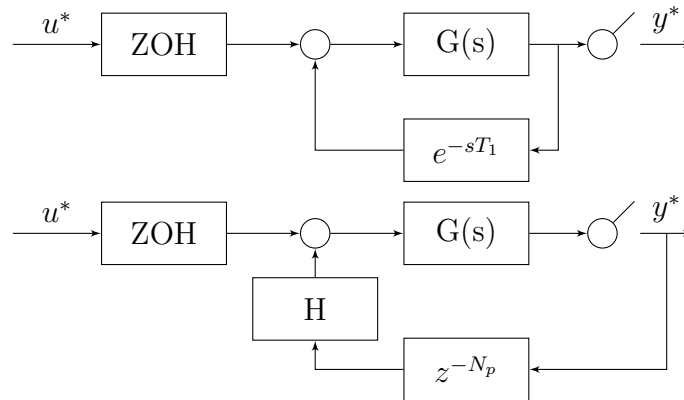 u* ZOH G(s) y*
e^{-sT_1}
u* ZOH G(s) y*
H
z^{-N_p}